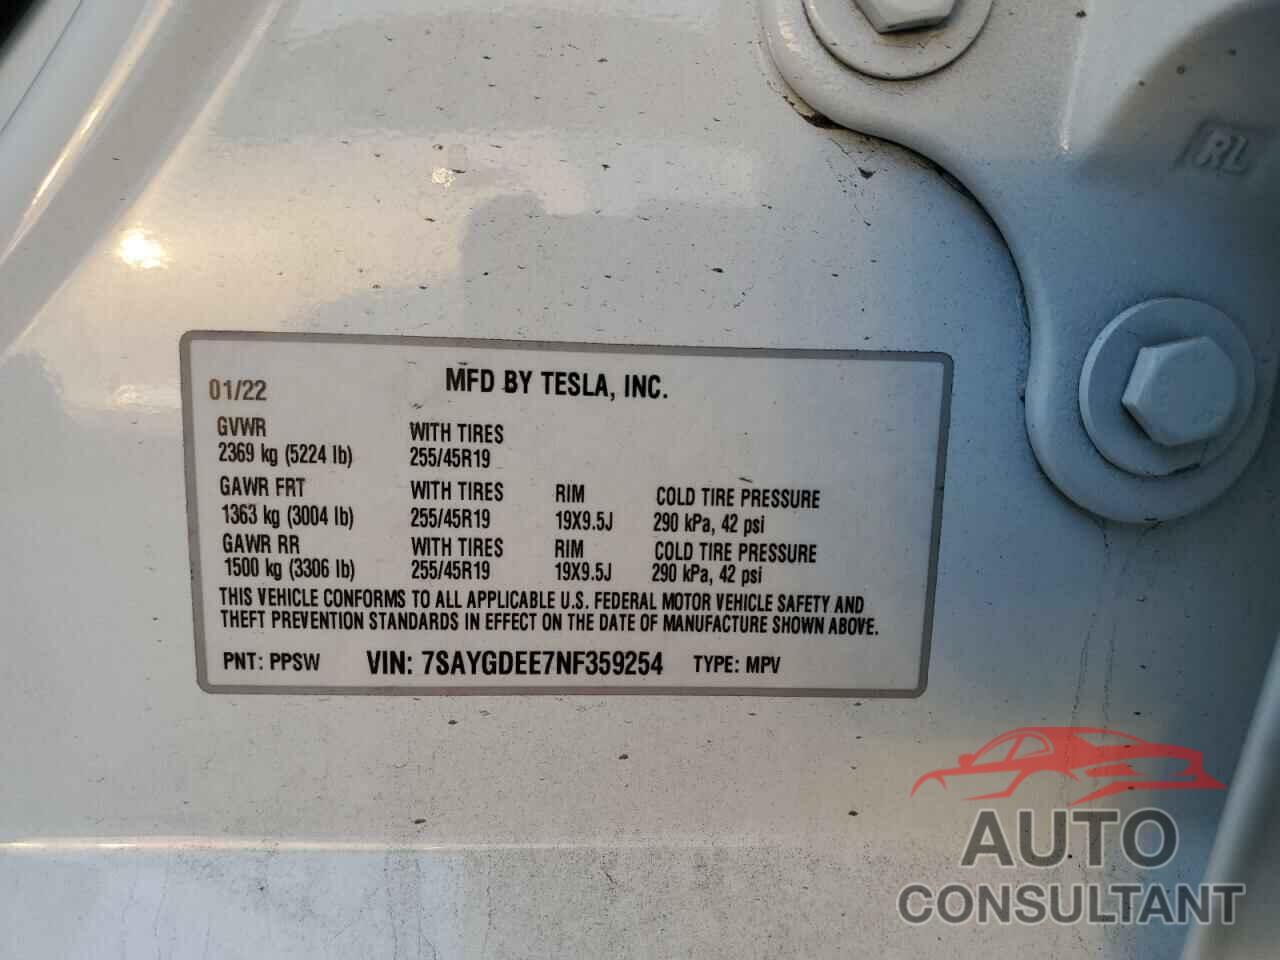 RL
01/22 MFD BY TESLA, INC.
GVWR WITH TIRES
2369 kg (5224 lb) 255/45R19
GAWR FRT WITH TIRES RIM COLD TIRE PRESSURE
1363 kg (3004 lb) 255/45R19 19X9.5J 290 kPa, 42 psi
GAWR RR WITH TIRES RIM COLD TIRE PRESSURE
1500 kg (3306 lb) 255/45R19 19X9.5J 290 kPa, 42 psi
THIS VEHICLE CONFORMS TO ALL APPLICABLE U.S. FEDERAL MOTOR VEHICLE SAFETY AND
THEFT PREVENTION STANDARDS IN EFFECT ON THE DATE OF MANUFACTURE SHOWN ABOVE.
PNT: PPSW VIN: 7SAYGDEE7NF359254 TYPE: MPV
AUTO
CONSULTANT